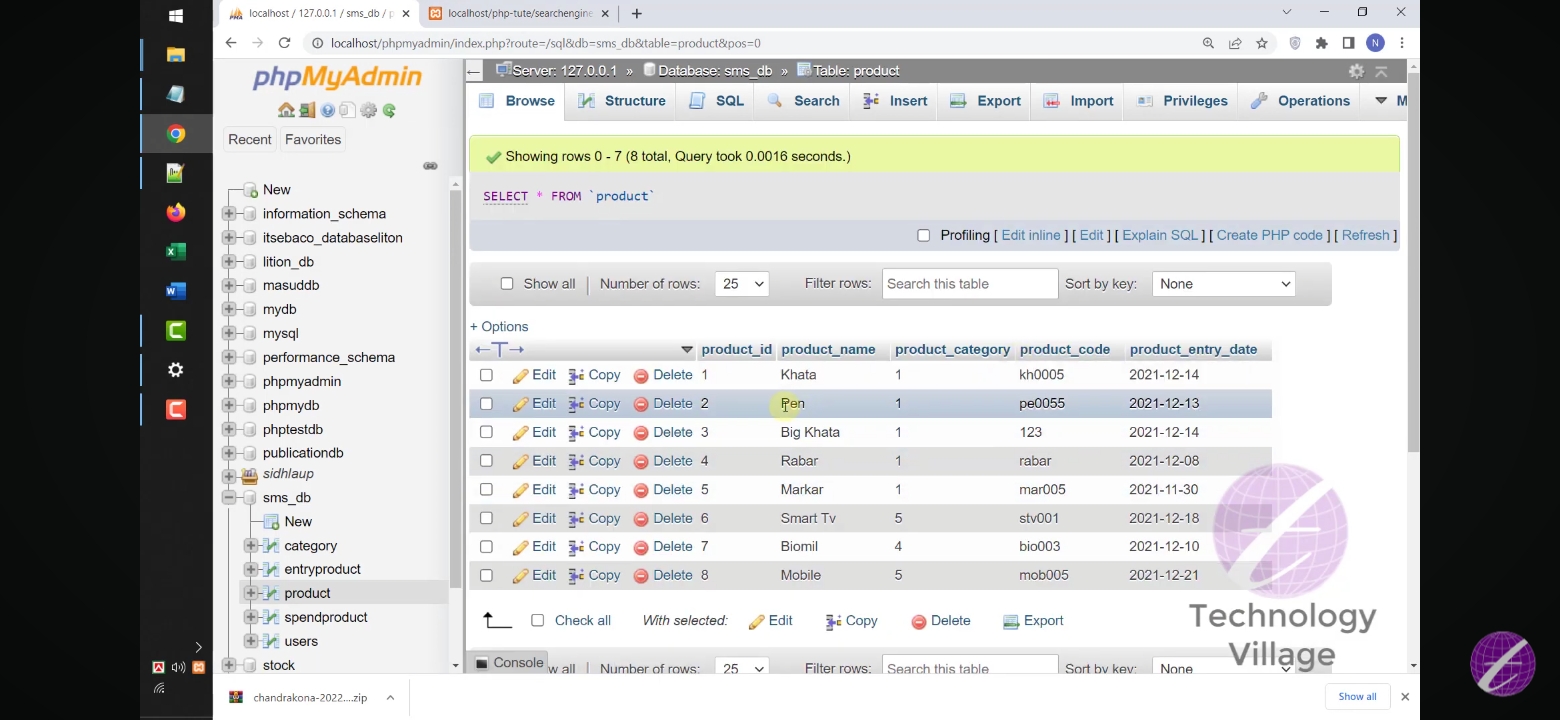 localhost / 127.0.0.1 / sms_db / p
localhost/php-tute/searchengine
localhost/phpmyadmin/index.php?route=/sql&db=sms_db&table=product&pos=0
N
phpMyAdmin
Recent
Favorites
New
information_schema
itsebaco_databaseliton
lition_db
masuddb
mydb
mysql
performance_schema
phpmyadmin
phpmydb
phptestdb
publicationdb
sidhlaup
sms_db
New
category
entryproduct
product
spendproduct
users
stock
Server: 127.0.0.1 » Database: sms_db » Table: product
Browse Structure SQL Search Insert Export Import Privileges Operations M
Showing rows 0 - 7 (8 total, Query took 0.0016 seconds.)
SELECT * FROM `product`
Profiling [ Edit inline ] [ Edit ] [ Explain SQL ] [ Create PHP code ] [ Refresh ]
Show all Number of rows: 25 Filter rows: Search this table Sort by key: None
+ Options
product_id product_name product_category product_code product_entry_date
Edit Copy Delete 1 Khata 1 kh0005 2021-12-14
Edit Copy Delete 2 Pen 1 pe0055 2021-12-13
Edit Copy Delete 3 Big Khata 1 123 2021-12-14
Edit Copy Delete 4 Rabar 1 rabar 2021-12-08
Edit Copy Delete 5 Markar 1 mar005 2021-11-30
Edit Copy Delete 6 Smart Tv 5 stv001 2021-12-18
Edit Copy Delete 7 Biomil 4 bio003 2021-12-10
Edit Copy Delete 8 Mobile 5 mob005 2021-12-21
Check all With selected: Edit Copy Delete Export
Console
w all Number of rows: 25 Filter rows: Search this table Sort by key: None
Technology
Village
chandrakona-2022....zip
Show all